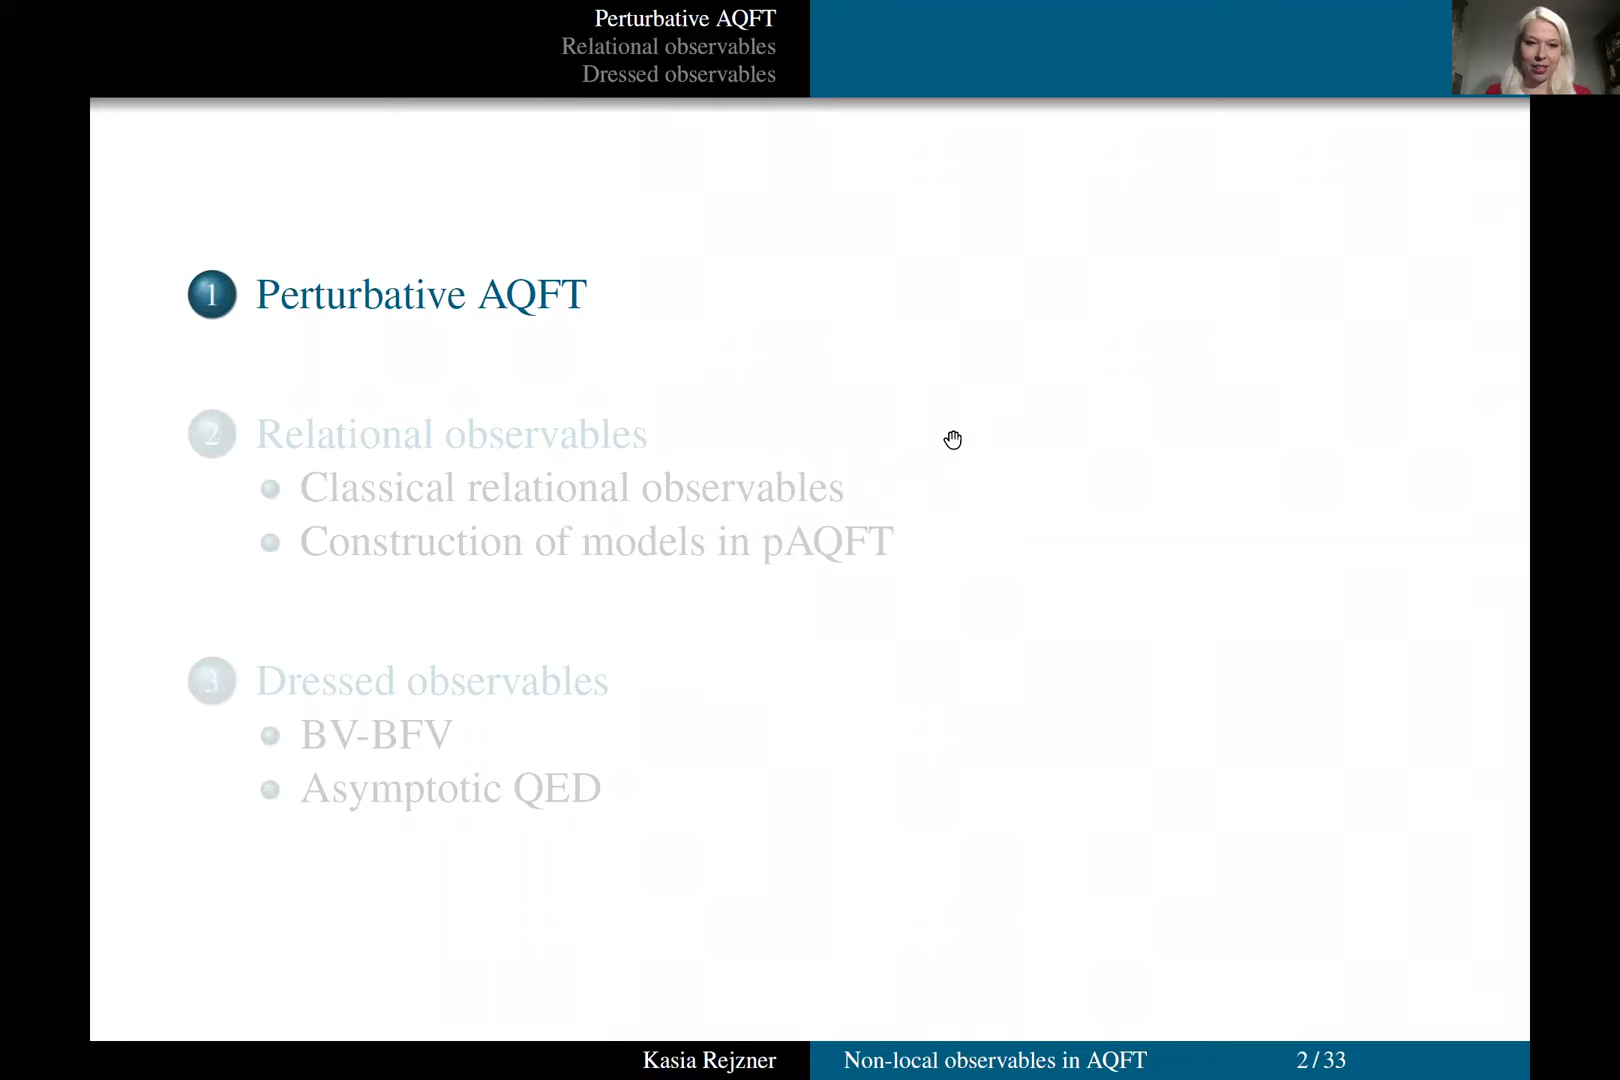 Perturbative AQFT
Relational observables
Dressed observables
1 Perturbative AQFT
2 Relational observables
Classical relational observables
Construction of models in pAQFT
3 Dressed observables
BV-BFV
Asymptotic QED
Kasia Rejzner
Non-local observables in AQFT
2 / 33